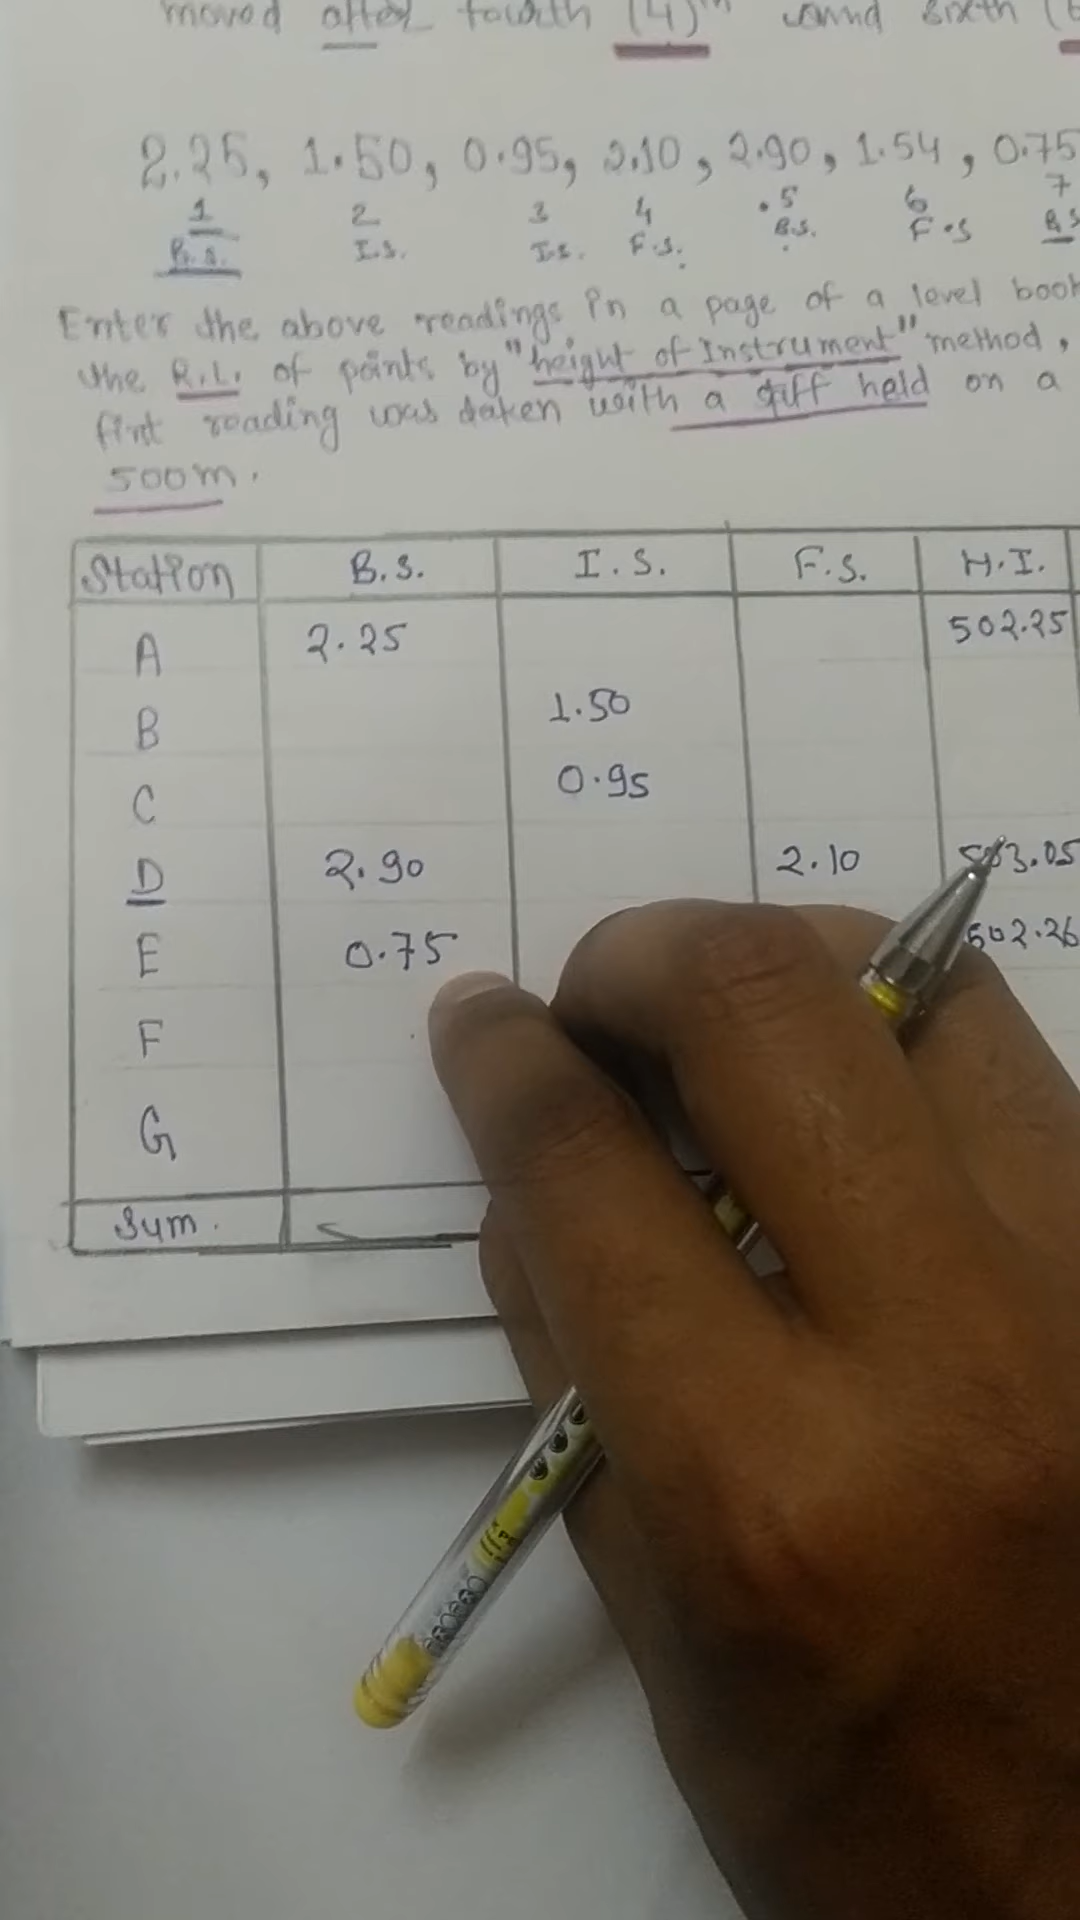 moved after fourth (4)th and sixth (6
2.25, 1.50, 0.95, 2.10, 2.90, 1.54, 0.75
1 2 3 4 .5 6 7
B.S. I.S. I.S. F.S. B.S. F.S B.S
Enter the above readings in a page of a level book
the R.L. of points by "height of Instrument" method,
first reading was taken with a staff held on a
500m.
Station B.S. I.S. F.S. H.I.
A 2.25 502.25
B 1.50
C 0.95
D 2.90 2.10 503.05
E 0.75 502.26
F
G
Sum.